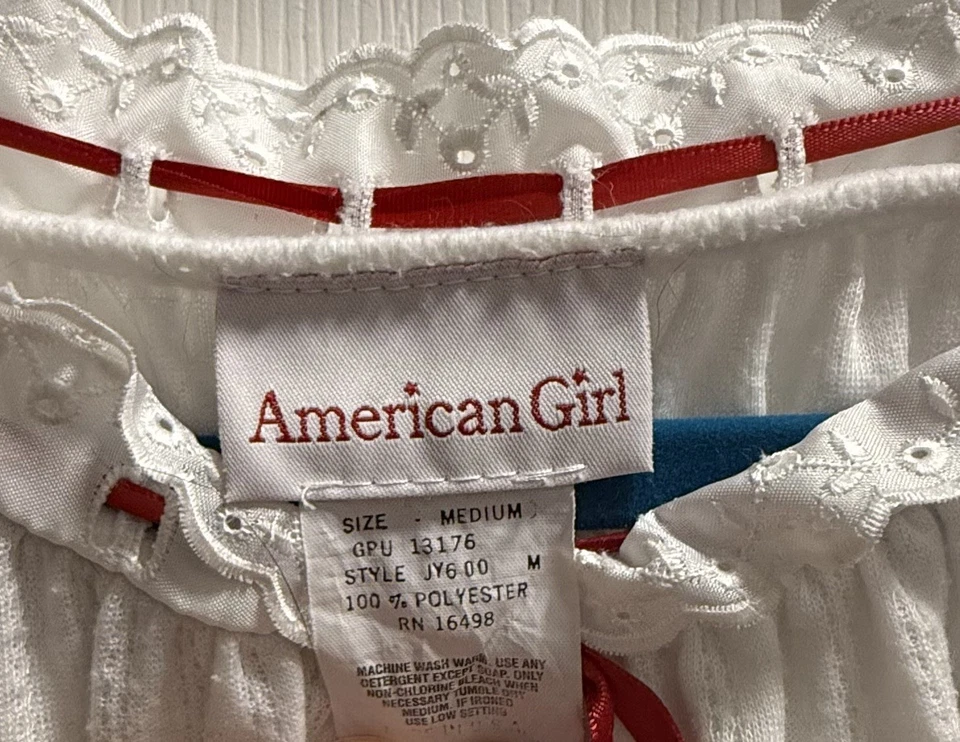 American Girl
SIZE - MEDIUM
GPU 13176
STYLE JY600 M
100 % POLYESTER
RN 16498
MACHINE WASH WARM. USE ANY
DETERGENT EXCEPT SOAP. ONLY
NON-CHLORINE BLEACH WHEN
NECESSARY TUMBLE DRY
MEDIUM. IF IRONED
USE LOW SETTING